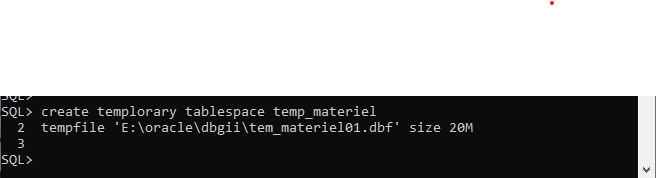 SQL>
SQL> create templorary tablespace temp_materiel
2 tempfile 'E:\oracle\dbgii\tem_materiel01.dbf' size 20M
3
SQL>